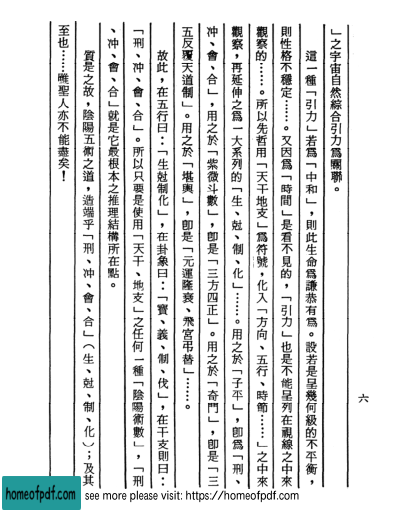 」之宇宙自然綜合引力爲關聯。
這一種「引力」若爲「中和」，則此生命爲謙恭有爲。設若是呈幾何級的不平衡，
則性格不穩定……。又因爲「時間」是看不見的，「引力」也是不能呈列在視線之中來
觀察的……。所以先哲用「天干地支」爲符號，化入「方向、五行、時節……」之中來
觀察，再延伸之爲一大系列的「生、尅、制、化」……。用之於「子平」，卽爲「刑、
冲、會、合」，用之於「紫微斗數」，卽是「三方四正」。用之於「奇門」，卽是「三
五反覆天道制」。用之於「堪輿」，卽是「元運隆衰、飛宮弔替」……。
故此，在五行曰：「生尅制化」，在卦象曰：「寶、義、制、伐」，在干支則曰：
「刑、冲、會、合」。所以只要是使用「天干、地支」之任何一種「陰陽術數」，「刑
、冲、會、合」就是它最根本之推理結構所在點。
質是之故，陰陽五術之道，造端乎「刑、冲、會、合」（生、尅、制、化）；及其
至也……雖聖人亦不能盡矣！
六
homeofpdf.com
see more please visit: https://homeofpdf.com